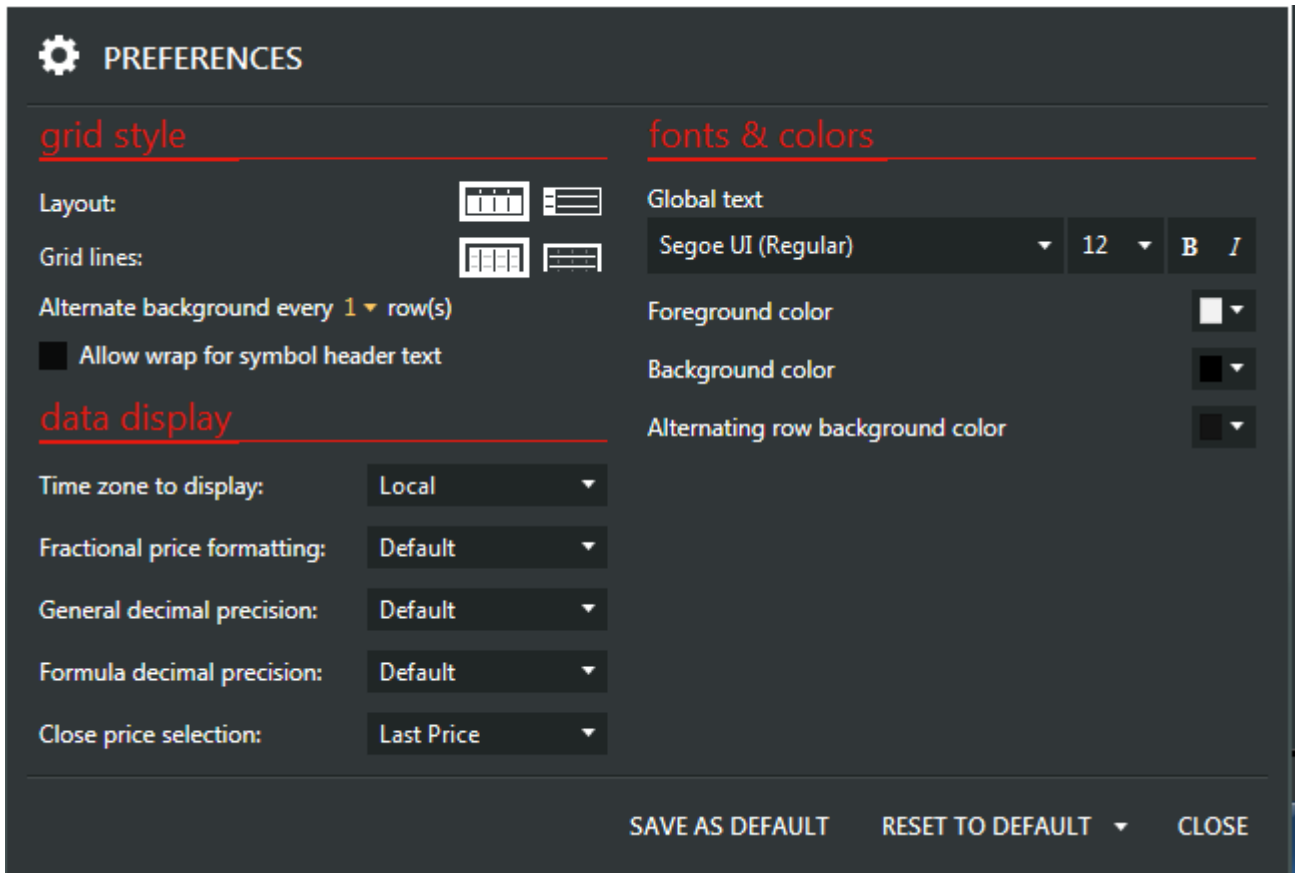 PREFERENCES
grid style
Layout:
Grid lines:
Alternate background every 1 row(s)
Allow wrap for symbol header text
data display
Time zone to display: Local
Fractional price formatting: Default
General decimal precision: Default
Formula decimal precision: Default
Close price selection: Last Price
fonts & colors
Global text
Segoe UI (Regular) 12 B I
Foreground color
Background color
Alternating row background color
SAVE AS DEFAULT RESET TO DEFAULT CLOSE